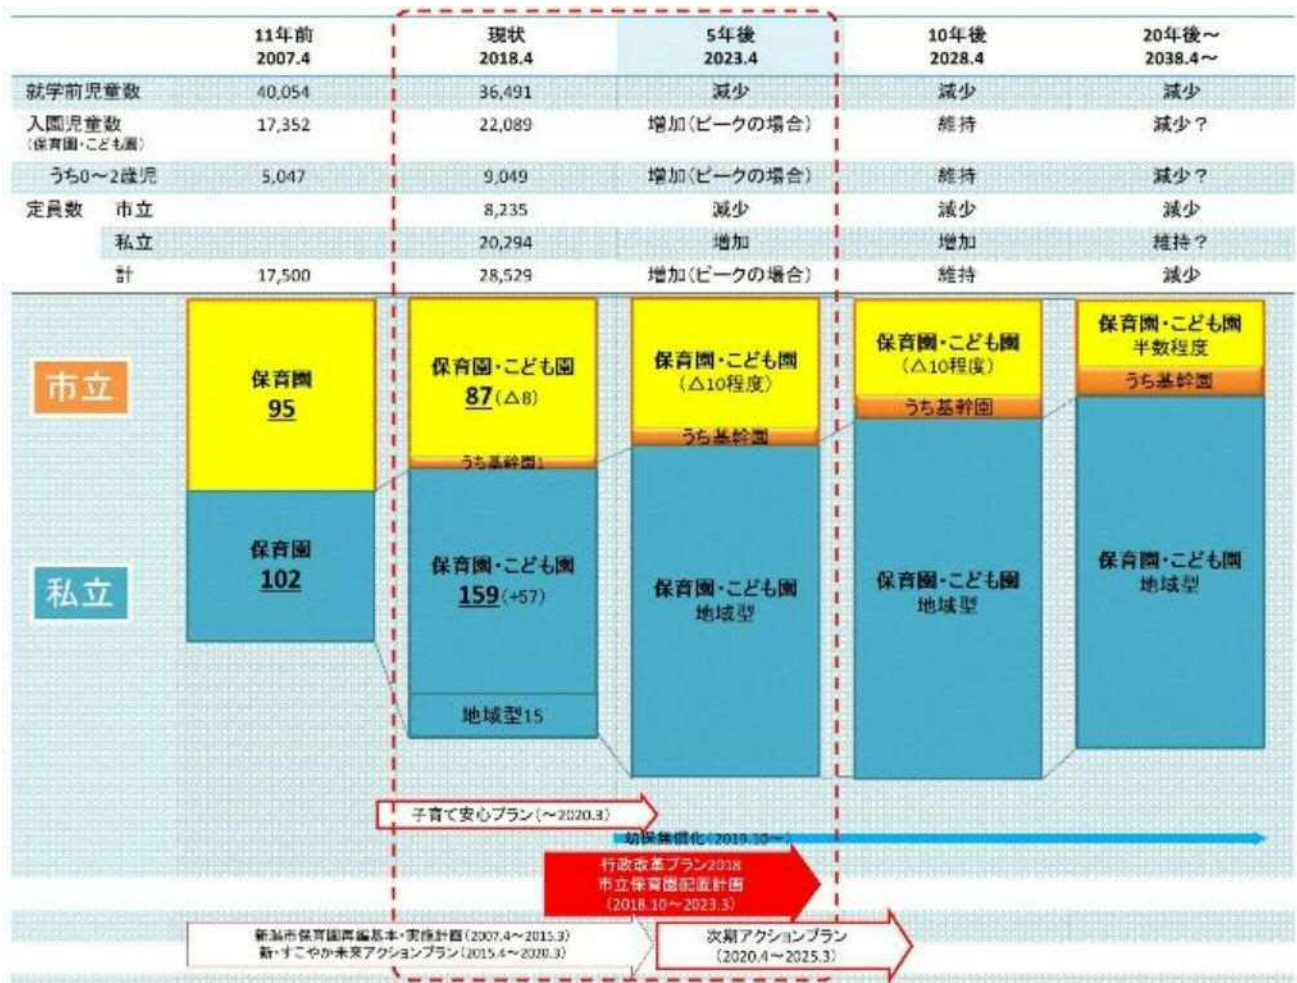 11年前 現状 5年後 10年後 20年後～
2007.4 2018.4 2023.4 2028.4 2038.4～
就学前児童数 40,054 36,491 減少 減少 減少
入園児童数 17,352 22,089 増加(ピークの場合) 維持 減少？
(保育園・こども園)
うち0～2歳児 5,047 9,049 増加(ピークの場合) 維持 減少？
定員数 市立 8,235 減少 減少 減少
私立 20,294 増加 増加 維持？
計 17,500 28,529 増加(ピークの場合) 維持 減少
市立
保育園
95
保育園・こども園
87(△8)
うち基幹園1
保育園・こども園
(△10程度)
うち基幹園
保育園・こども園
(△10程度)
うち基幹園
保育園・こども園
半数程度
うち基幹園
私立
保育園
102
保育園・こども園
159(+57)
地域型15
保育園・こども園
地域型
保育園・こども園
地域型
保育園・こども園
地域型
子育て安心プラン(～2020.3)
幼保無償化(2019.10～)
行政改革プラン2018
市立保育園配置計画
(2018.10～2023.3)
新潟市保育園再編基本・実施計画(2007.4～2015.3)
新・すこやか未来アクションプラン(2015.4～2020.3)
次期アクションプラン
(2020.4～2025.3)